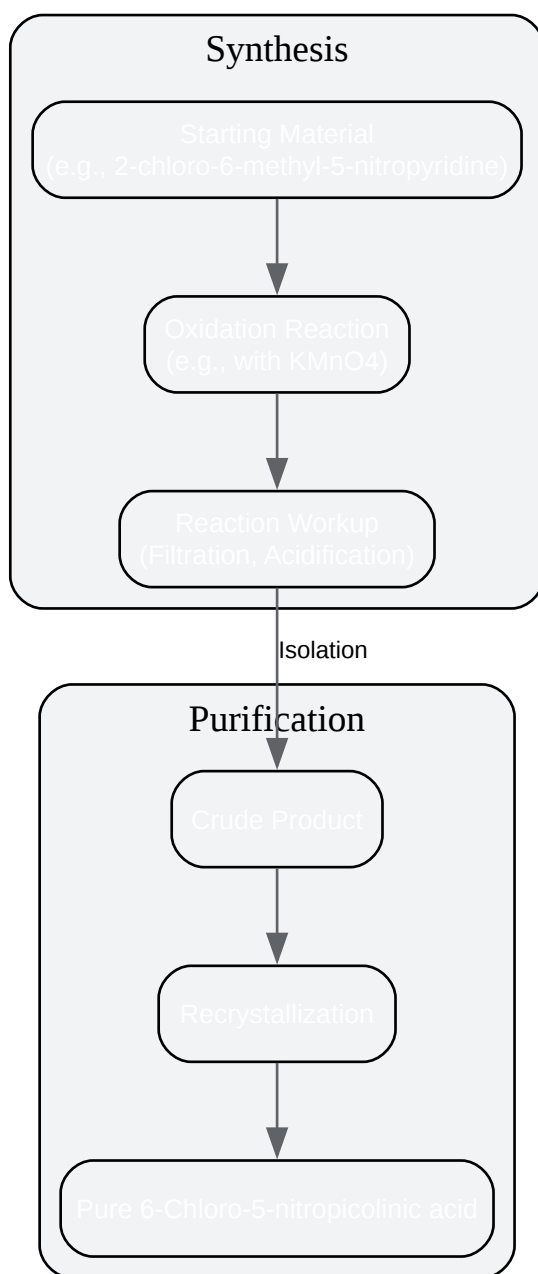 Synthesis
Starting Material
(e.g., 2-chloro-6-methyl-5-nitropyridine)
Oxidation Reaction
(e.g., with KMnO4)
Reaction Workup
(Filtration, Acidification)
Isolation
Purification
Crude Product
Recrystallization
Pure 6-Chloro-5-nitropicolinic acid